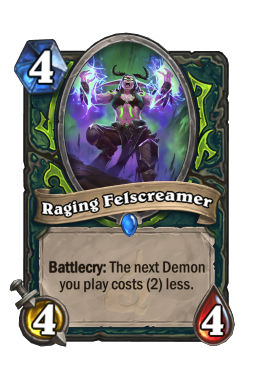 4
Raging Felscreamer
Battlecry: The next Demon
you play costs (2) less.
4 4